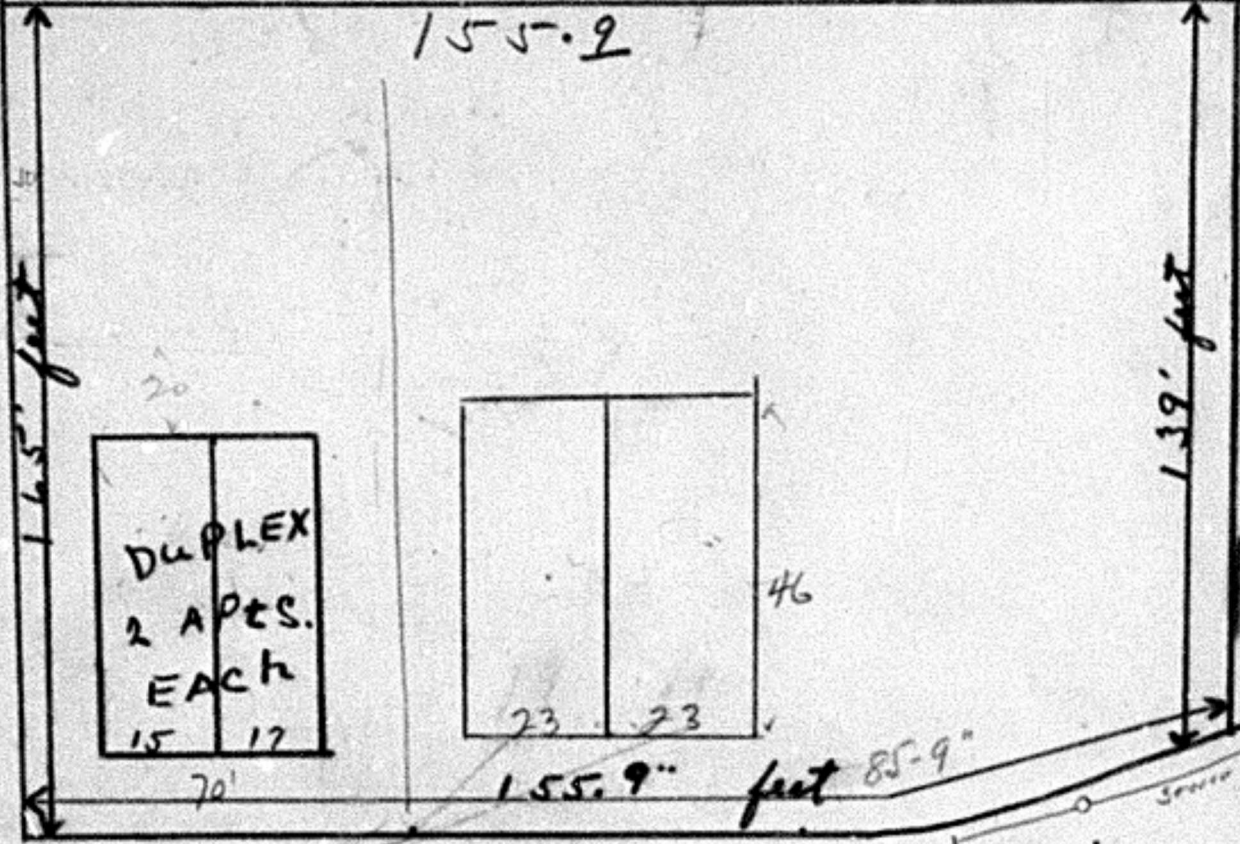 155.9
165' feet
139' feet
20
DUPLEX
2 APtS.
EACh
15 17
46
23 23
70'
155.9" feet
85-9"
sewer